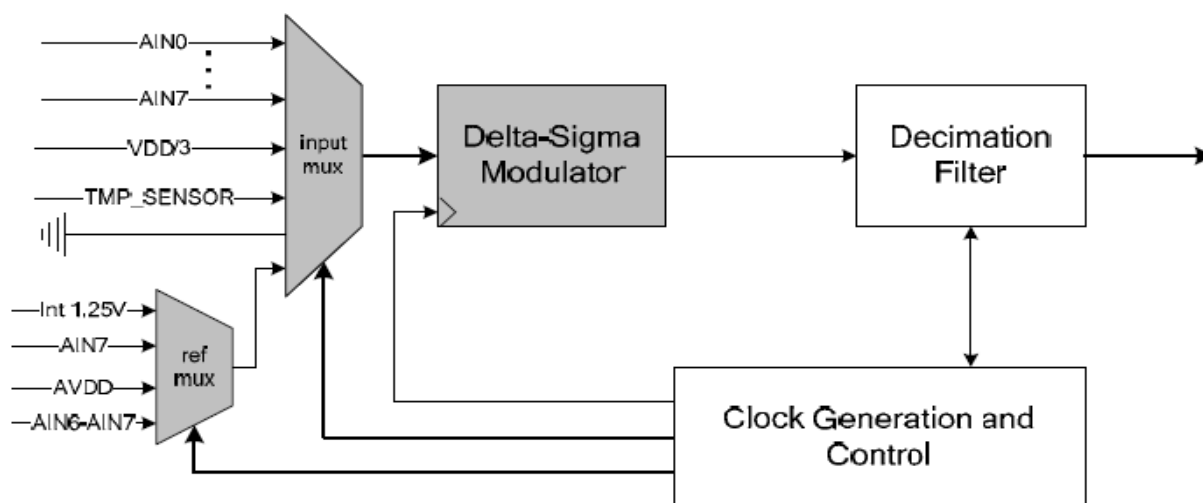 AIN0
AIN7
VDD/3
TMP_SENSOR
input
mux
Delta-Sigma
Modulator
Decimation
Filter
Int 1.25V
AIN7
AVDD
AIN6-AIN7
ref
mux
Clock Generation and
Control